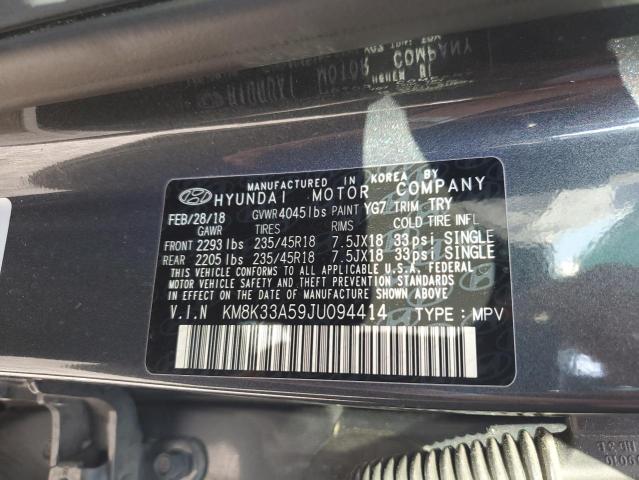 MANUFACTURED IN KOREA BY
HYUNDAI MOTOR COMPANY
FEB/28/18 GVWR 4045lbs PAINT YG7 TRIM TRY
GAWR TIRES RIMS COLD TIRE INFL.
FRONT 2293 lbs 235/45R18 7.5JX18 33psi SINGLE
REAR 2205 lbs 235/45R18 7.5JX18 33psi SINGLE
THIS VEHICLE CONFORMS TO ALL APPLICABLE U.S.A. FEDERAL
MOTOR VEHICLE SAFETY, BUMPER, AND THEFT PREVENTION
STANDARDS IN EFFECT ON THE DATE OF MANUFACTURE SHOWN ABOVE.
V.I.N KM8K33A59JU094414 TYPE : MPV